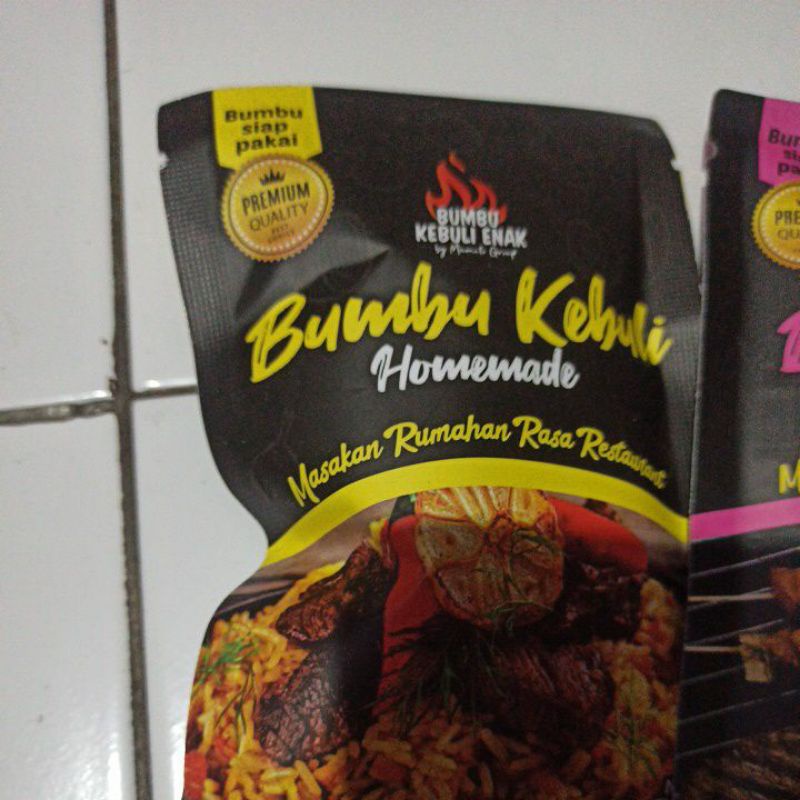 Bumbu
siap
pakai
PREMIUM
QUALITY
BUMBU
KEBULI ENAK
Bumbu Kebuli
Homemade
Masakan Rumahan Rasa Restaurant